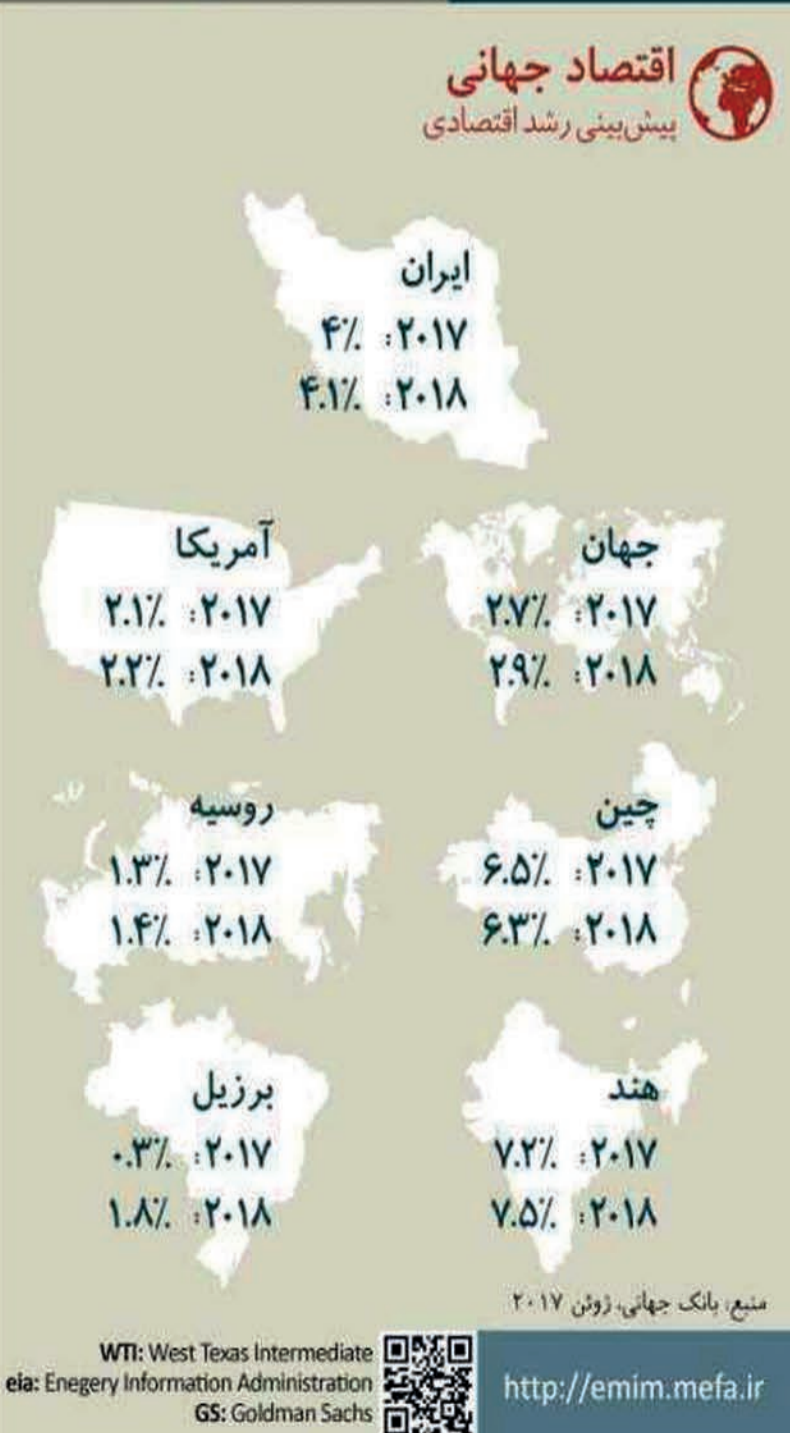 اقتصاد جهانی
پیش‌بینی رشد اقتصادی
ایران
۲۰۱۷: ۴٪
۲۰۱۸: ۴.۱٪
جهان
۲۰۱۷: ۲.۷٪
۲۰۱۸: ۲.۹٪
آمریکا
۲۰۱۷: ۲.۱٪
۲۰۱۸: ۲.۲٪
چین
۲۰۱۷: ۶.۵٪
۲۰۱۸: ۶.۳٪
روسیه
۲۰۱۷: ۱.۳٪
۲۰۱۸: ۱.۴٪
هند
۲۰۱۷: ۷.۲٪
۲۰۱۸: ۷.۵٪
برزیل
۲۰۱۷: ۰.۳٪
۲۰۱۸: ۱.۸٪
منبع: بانک جهانی، ژوئن ۲۰۱۷
WTI: West Texas Intermediate
eia: Enegery Information Administration
GS: Goldman Sachs
http://emim.mefa.ir